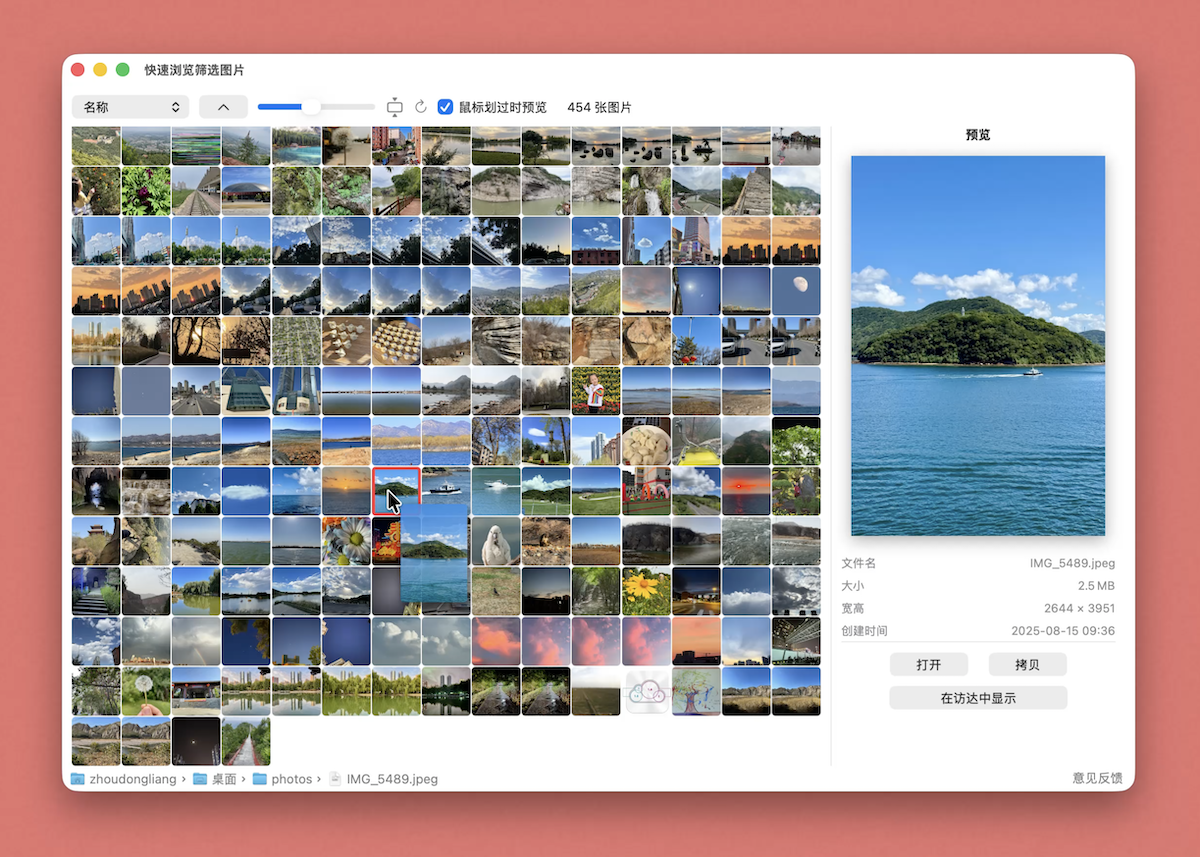 快速浏览筛选图片
名称
鼠标划过时预览
454 张图片
预览
文件名 IMG_5489.jpeg
大小 2.5 MB
宽高 2644 × 3951
创建时间 2025-08-15 09:36
打开 拷贝
在访达中显示
zhoudongliang › 桌面 › photos › IMG_5489.jpeg
意见反馈